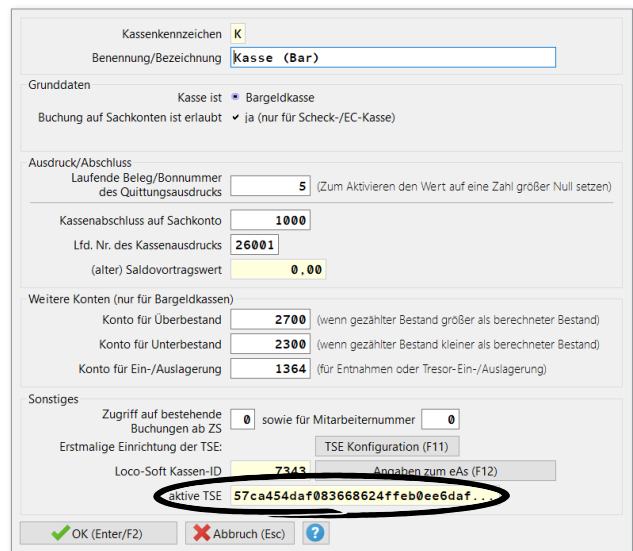 Kassenkennzeichen K
Benennung/Bezeichnung Kasse (Bar)
Grunddaten
Kasse ist Bargeldkasse
Buchung auf Sachkonten ist erlaubt ja (nur für Scheck-/EC-Kasse)
Ausdruck/Abschluss
Laufende Beleg/Bonnummer
des Quittungsausdrucks 5 (Zum Aktivieren den Wert auf eine Zahl größer Null setzen)
Kassenabschluss auf Sachkonto 1000
Lfd. Nr. des Kassenausdrucks 26001
(alter) Saldovortragswert 0,00
Weitere Konten (nur für Bargeldkassen)
Konto für Überbestand 2700 (wenn gezählter Bestand größer als berechneter Bestand)
Konto für Unterbestand 2300 (wenn gezählter Bestand kleiner als berechneter Bestand)
Konto für Ein-/Auslagerung 1364 (für Entnahmen oder Tresor-Ein-/Auslagerung)
Sonstiges
Zugriff auf bestehende
Buchungen ab ZS 0 sowie für Mitarbeiternummer 0
Erstmalige Einrichtung der TSE: TSE Konfiguration (F11)
Loco-Soft Kassen-ID 7343 Angaben zum eAs (F12)
aktive TSE 57ca454daf083668624ffeb0ee6daf...
OK (Enter/F2) Abbruch (Esc) ?